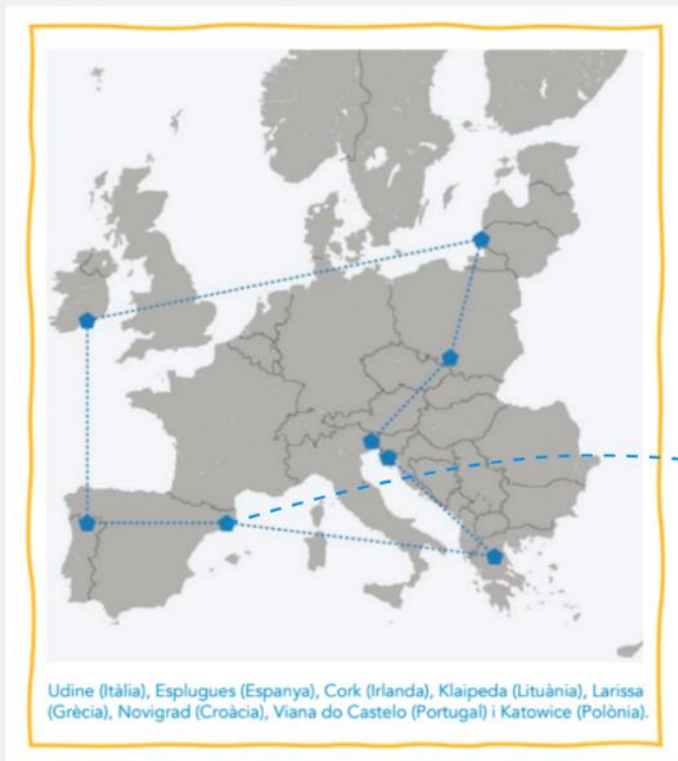 Udine (Itàlia), Esplugues (Espanya), Cork (Irlanda), Klaipeda (Lituània), Larissa
(Grècia), Novigrad (Croàcia), Viana do Castelo (Portugal) i Katowice (Polònia).